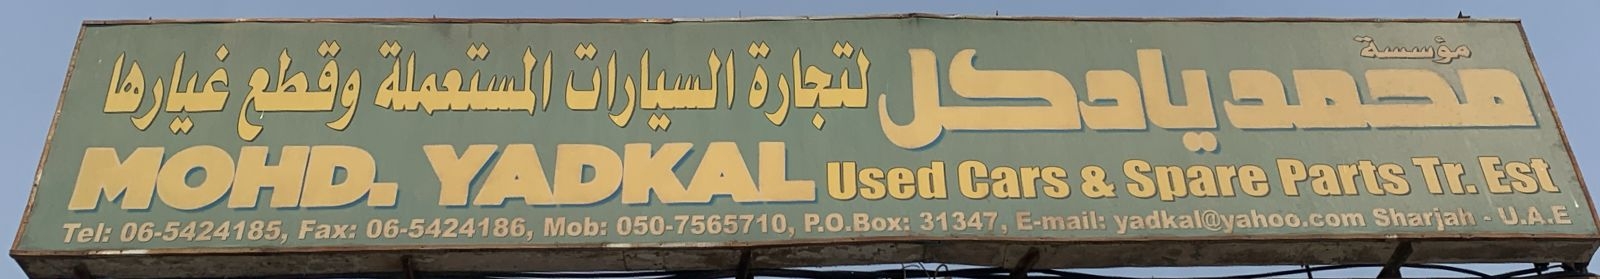 مؤسسة
محمد يادكل لتجارة السيارات المستعملة وقطع غيارها
MOHD. YADKAL Used Cars & Spare Parts Tr. Est
Tel: 06-5424185, Fax: 06-5424186, Mob: 050-7565710, P.O.Box: 31347, E-mail: yadkal@yahoo.com Sharjah - U.A.E